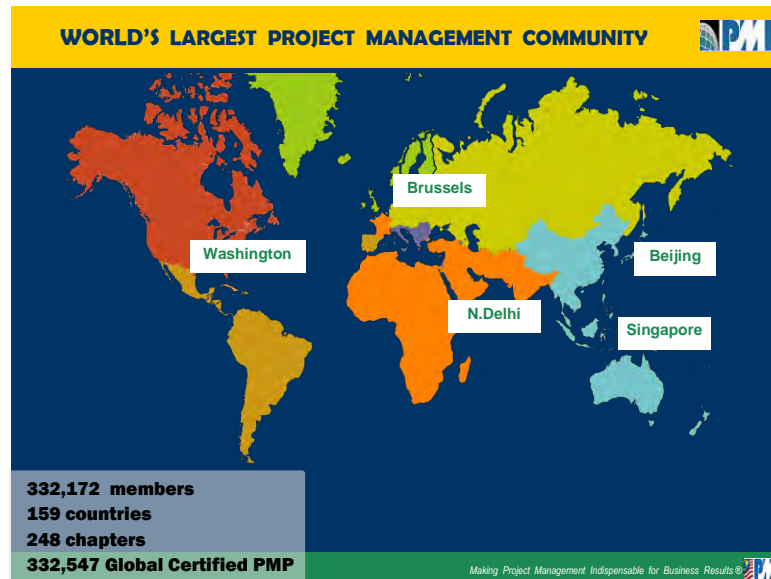 WORLD'S LARGEST PROJECT MANAGEMENT COMMUNITY
PMI
Brussels
Washington
Beijing
N.Delhi
Singapore
332,172 members
159 countries
248 chapters
332,547 Global Certified PMP
Making Project Management Indispensable for Business Results®
PMI